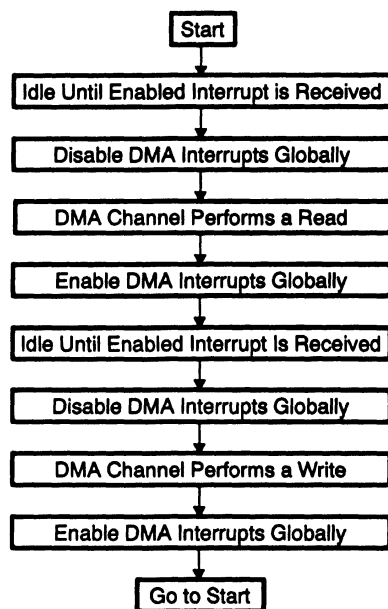 Start
Idle Until Enabled Interrupt is Received
Disable DMA Interrupts Globally
DMA Channel Performs a Read
Enable DMA Interrupts Globally
Idle Until Enabled Interrupt Is Received
Disable DMA Interrupts Globally
DMA Channel Performs a Write
Enable DMA Interrupts Globally
Go to Start